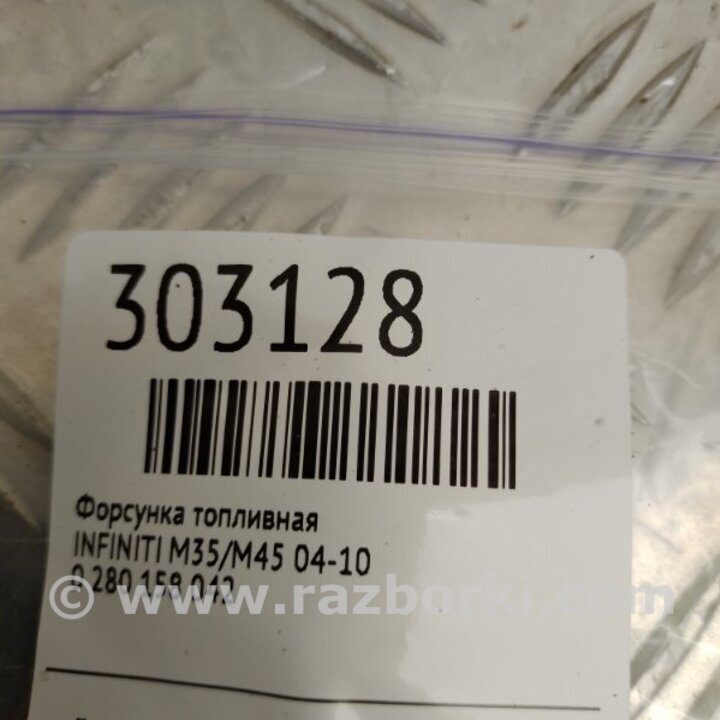 303128
Форсунка топливная
INFINITI M35/M45 04-10
0 280 158 042
© www.razborki.com